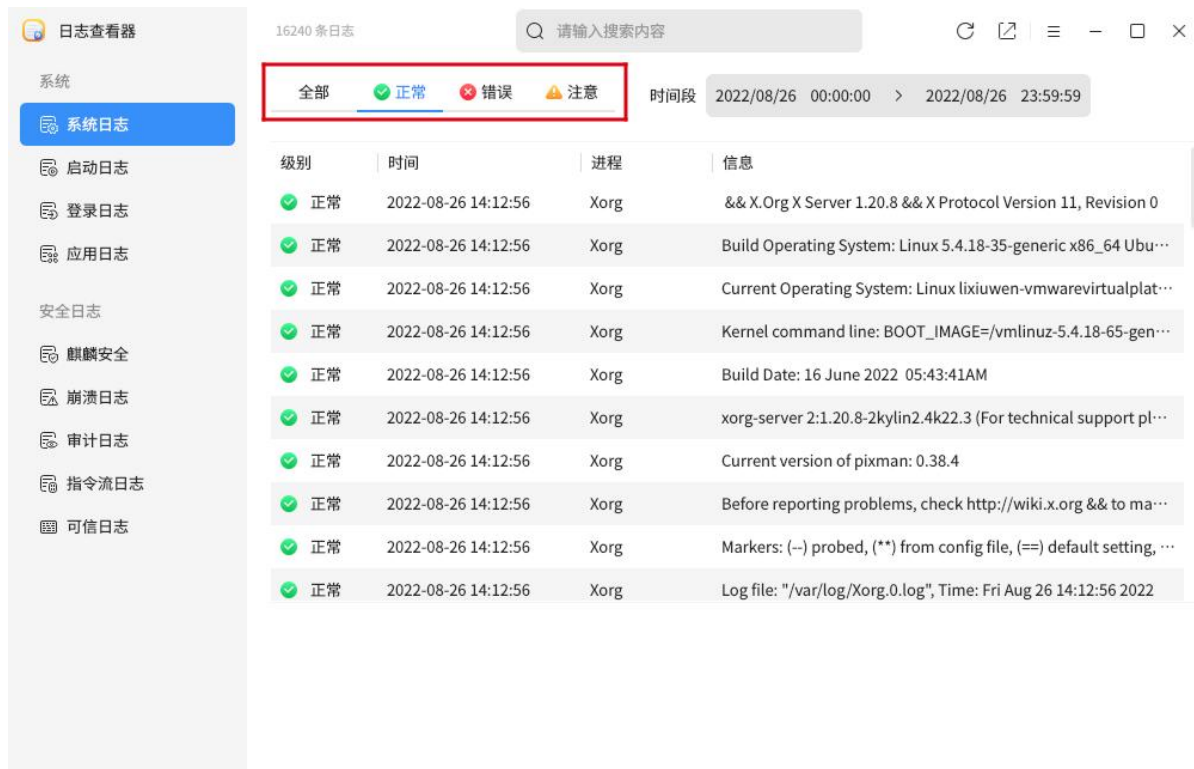 日志查看器
16240 条日志
请输入搜索内容
系统
系统日志
启动日志
登录日志
应用日志
安全日志
麒麟安全
崩溃日志
审计日志
指令流日志
可信日志
全部 正常 错误 注意 时间段 2022/08/26 00:00:00 > 2022/08/26 23:59:59
级别 时间 进程 信息
正常 2022-08-26 14:12:56 Xorg && X.Org X Server 1.20.8 && X Protocol Version 11, Revision 0
正常 2022-08-26 14:12:56 Xorg Build Operating System: Linux 5.4.18-35-generic x86_64 Ubu···
正常 2022-08-26 14:12:56 Xorg Current Operating System: Linux lixiuwen-vmwarevirtualplat···
正常 2022-08-26 14:12:56 Xorg Kernel command line: BOOT_IMAGE=/vmlinuz-5.4.18-65-gen···
正常 2022-08-26 14:12:56 Xorg Build Date: 16 June 2022 05:43:41AM
正常 2022-08-26 14:12:56 Xorg xorg-server 2:1.20.8-2kylin2.4k22.3 (For technical support pl···
正常 2022-08-26 14:12:56 Xorg Current version of pixman: 0.38.4
正常 2022-08-26 14:12:56 Xorg Before reporting problems, check http://wiki.x.org && to ma···
正常 2022-08-26 14:12:56 Xorg Markers: (--) probed, (**) from config file, (==) default setting, ···
正常 2022-08-26 14:12:56 Xorg Log file: "/var/log/Xorg.0.log", Time: Fri Aug 26 14:12:56 2022